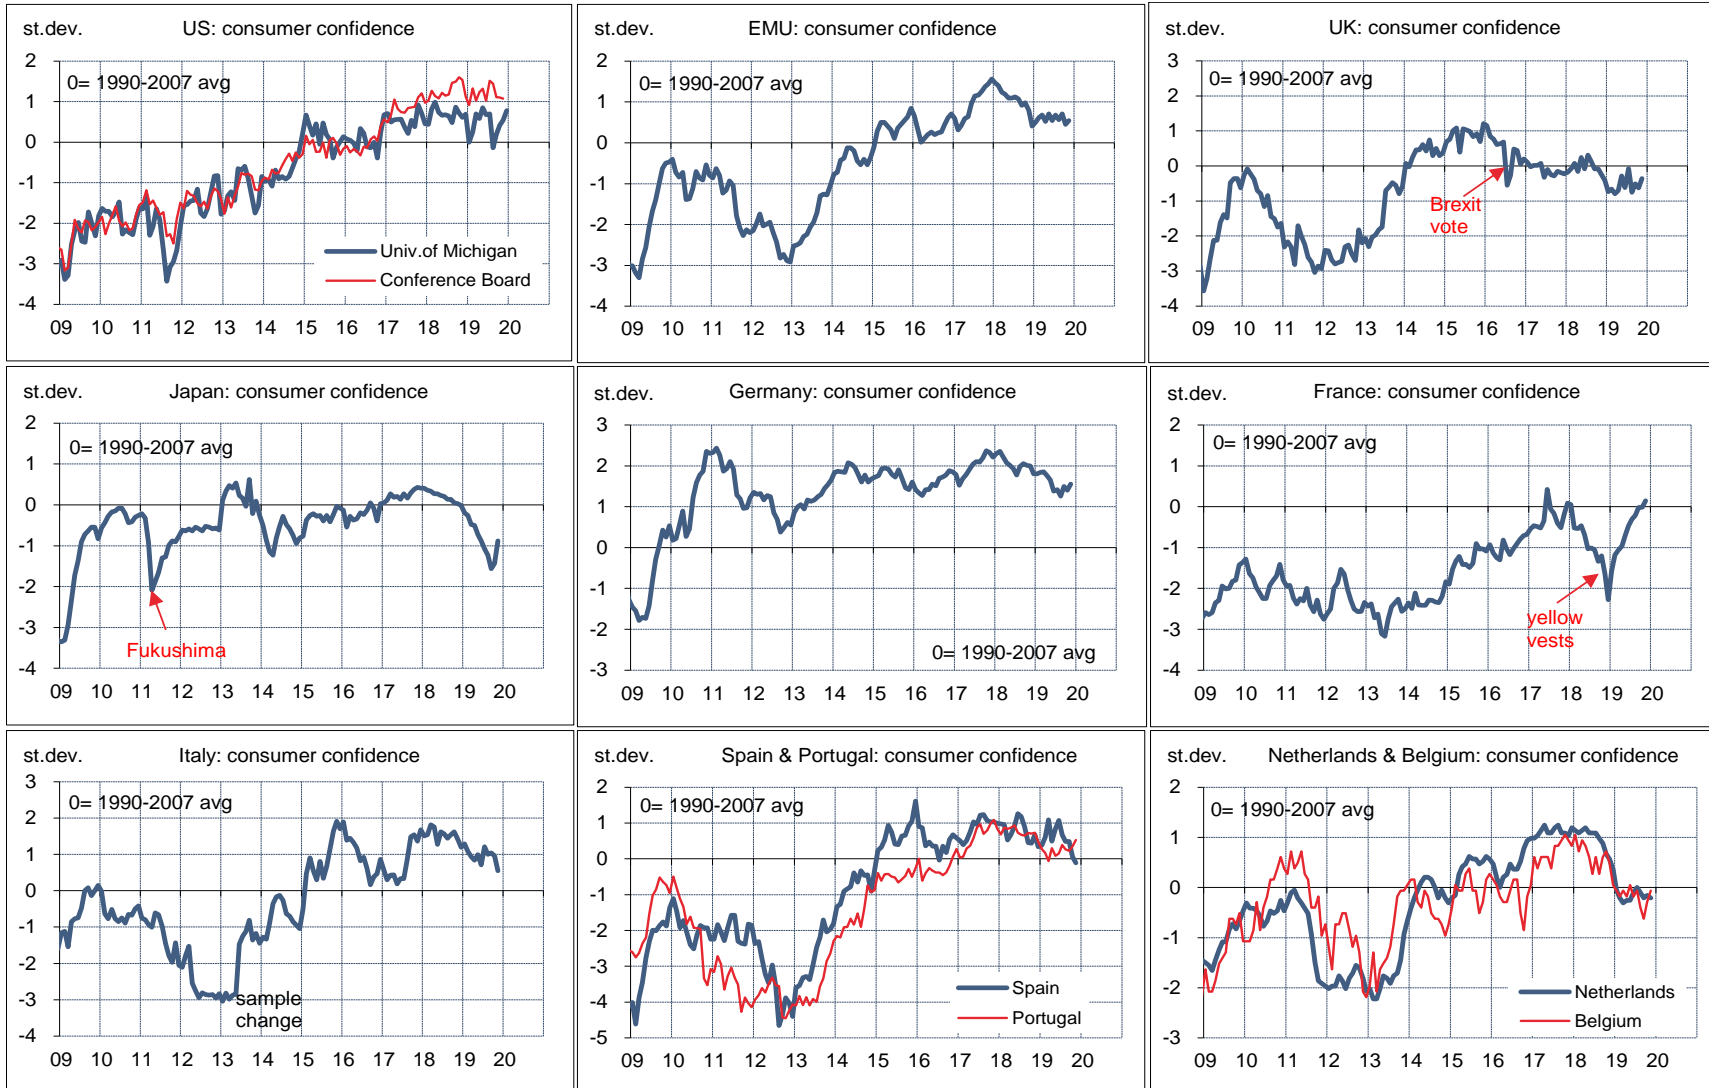 st.dev. US: consumer confidence
0= 1990-2007 avg
2
1
0
-1
-2
-3
-4
Univ.of Michigan
Conference Board
09 10 11 12 13 14 15 16 17 18 19 20
st.dev. EMU: consumer confidence
0= 1990-2007 avg
2
1
0
-1
-2
-3
-4
09 10 11 12 13 14 15 16 17 18 19 20
st.dev. UK: consumer confidence
0= 1990-2007 avg
3
2
1
0
-1
-2
-3
-4
Brexit
vote
09 10 11 12 13 14 15 16 17 18 19 20
st.dev. Japan: consumer confidence
0= 1990-2007 avg
2
1
0
-1
-2
-3
-4
Fukushima
09 10 11 12 13 14 15 16 17 18 19 20
st.dev. Germany: consumer confidence
3
2
1
0
-1
-2
-3
0= 1990-2007 avg
09 10 11 12 13 14 15 16 17 18 19 20
st.dev. France: consumer confidence
0= 1990-2007 avg
2
1
0
-1
-2
-3
-4
yellow
vests
09 10 11 12 13 14 15 16 17 18 19 20
st.dev. Italy: consumer confidence
0= 1990-2007 avg
3
2
1
0
-1
-2
-3
-4
sample
change
09 10 11 12 13 14 15 16 17 18 19 20
st.dev. Spain & Portugal: consumer confidence
0= 1990-2007 avg
2
1
0
-1
-2
-3
-4
-5
Spain
Portugal
09 10 11 12 13 14 15 16 17 18 19 20
st.dev. Netherlands & Belgium: consumer confidence
0= 1990-2007 avg
2
1
0
-1
-2
-3
Netherlands
Belgium
09 10 11 12 13 14 15 16 17 18 19 20